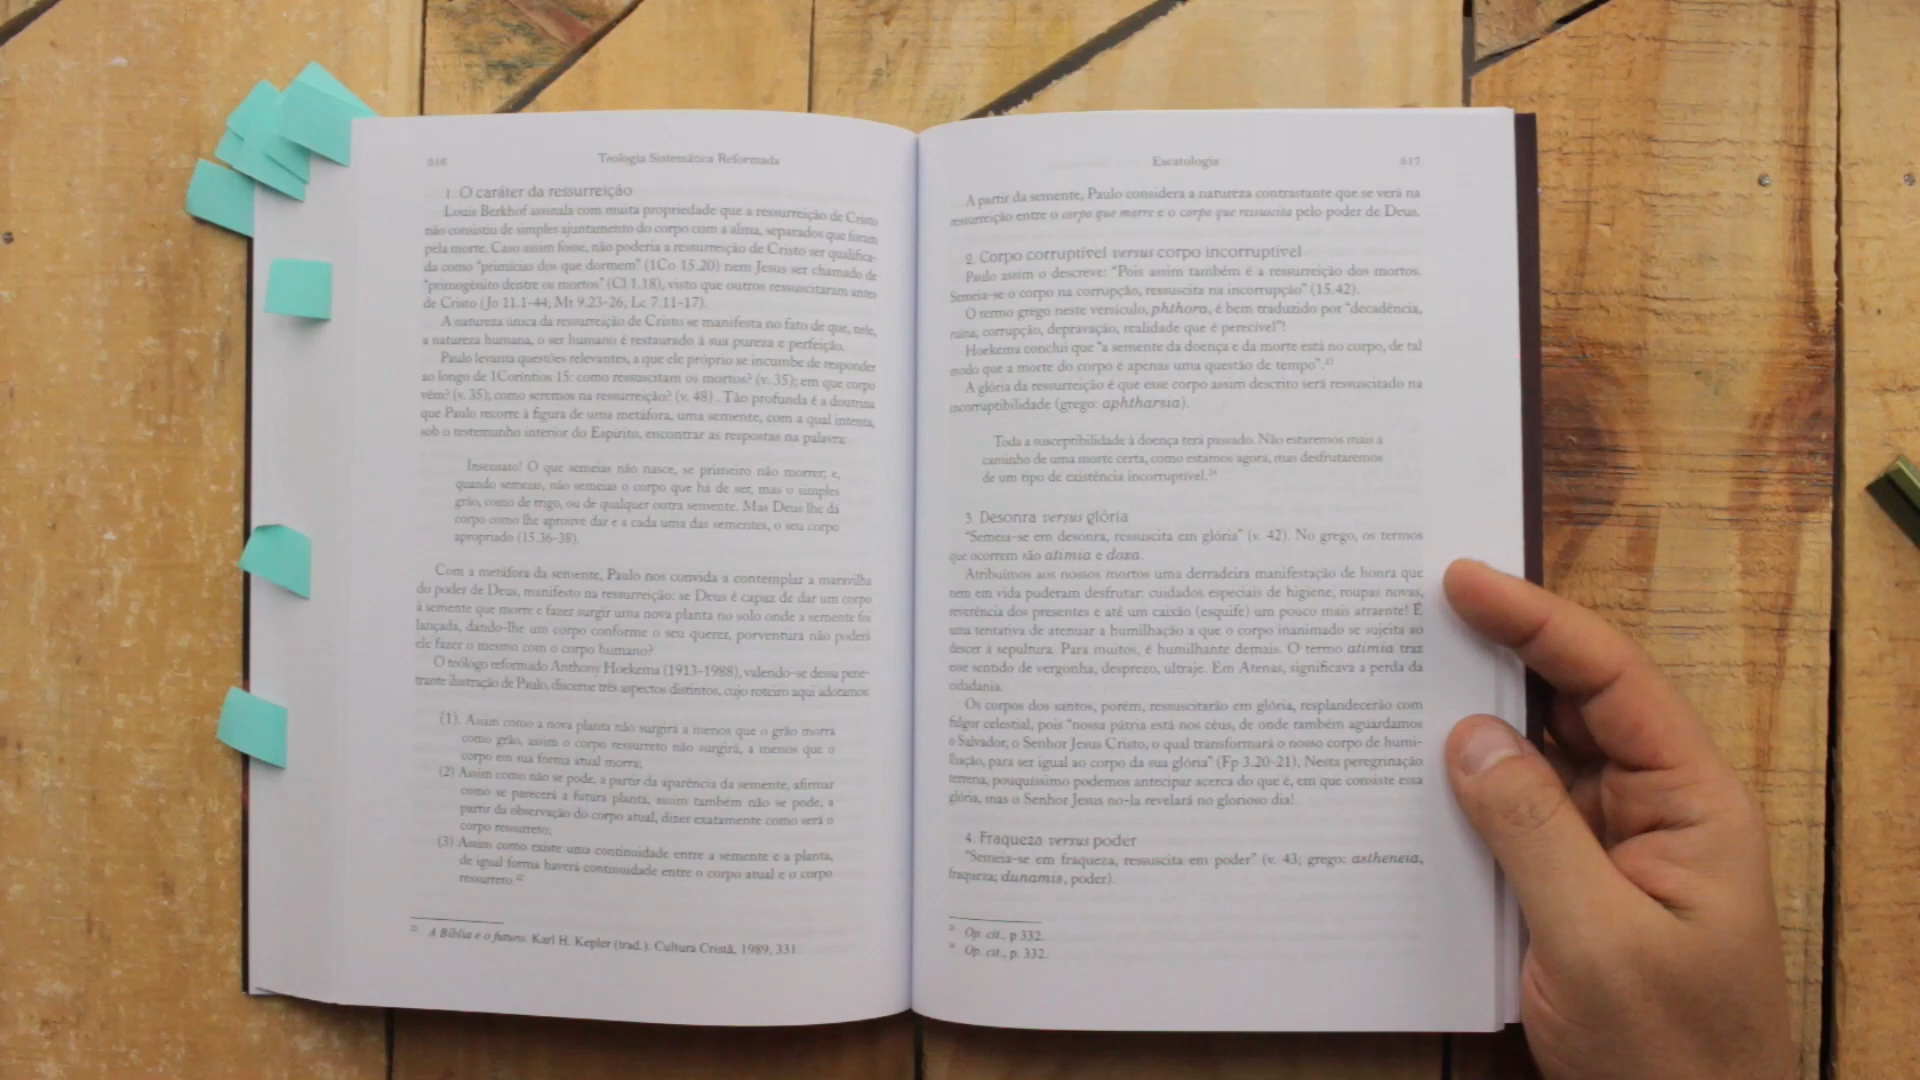 516
Teologia Sistemática Reformada
1. O caráter da ressurreição
Louis Berkhof assinala com muita propriedade que a ressurreição de Cristo
não consistiu de simples ajuntamento do corpo com a alma, separados que foram
pela morte. Caso assim fosse, não poderia a ressurreição de Cristo ser qualifica-
da como “primícias dos que dormem” (1Co 15.20) nem Jesus ser chamado de
“primogênito dentre os mortos” (Cl 1.18), visto que outros ressuscitaram antes
de Cristo (Jo 11.1-44; Mt 9.23-26; Lc 7.11-17).
A natureza única da ressurreição de Cristo se manifesta no fato de que, nele,
a natureza humana, o ser humano é restaurado à sua pureza e perfeição.
Paulo levanta questões relevantes, a que ele próprio se incumbe de responder
ao longo de 1Coríntios 15: como ressuscitam os mortos? (v. 35); em que corpo
vêm? (v. 35); como seremos na ressurreição? (v. 48) . Tão profunda é a doutrina
que Paulo recorre à figura de uma metáfora, uma semente, com a qual intenta,
sob o testemunho interior do Espírito, encontrar as respostas na palavra:
Insensato! O que semeias não nasce, se primeiro não morrer; e,
quando semeias, não semeias o corpo que há de ser, mas o simples
grão, como de trigo, ou de qualquer outra semente. Mas Deus lhe dá
corpo como lhe aprouve dar e a cada uma das sementes, o seu corpo
apropriado (15.36-38).
Com a metáfora da semente, Paulo nos convida a contemplar a maravilha
do poder de Deus, manifesto na ressurreição: se Deus é capaz de dar um corpo
à semente que morre e fazer surgir uma nova planta no solo onde a semente foi
lançada, dando-lhe um corpo conforme o seu querer, porventura não poderá
ele fazer o mesmo com o corpo humano?
O teólogo reformado Anthony Hoekema (1913-1988), valendo-se dessa pene-
trante ilustração de Paulo, discerne três aspectos distintos, cujo roteiro aqui adotamos:
(1). Assim como a nova planta não surgirá a menos que o grão morra
como grão, assim o corpo ressurreto não surgirá, a menos que o
corpo em sua forma atual morra;
(2) Assim como não se pode, a partir da aparência da semente, afirmar
como se parecerá a futura planta, assim também não se pode, a
partir da observação do corpo atual, dizer exatamente como será o
corpo ressurreto;
(3) Assim como existe uma continuidade entre a semente e a planta,
de igual forma haverá continuidade entre o corpo atual e o corpo
ressurreto.22
22 A Bíblia e o futuro. Karl H. Kepler (trad.). Cultura Cristã, 1989, 331
Escatologia
517
A partir da semente, Paulo considera a natureza contrastante que se verá na
ressurreição entre o corpo que morre e o corpo que ressuscita pelo poder de Deus.
2. Corpo corruptível versus corpo incorruptível
Paulo assim o descreve: “Pois assim também é a ressurreição dos mortos.
Semeia-se o corpo na corrupção, ressuscita na incorrupção” (15.42).
O termo grego neste versículo, phthora, é bem traduzido por “decadência,
ruína, corrupção, depravação, realidade que é perecível”!
Hoekema conclui que “a semente da doença e da morte está no corpo, de tal
modo que a morte do corpo é apenas uma questão de tempo”.23
A glória da ressurreição é que esse corpo assim descrito será ressuscitado na
incorruptibilidade (grego: aphtharsia).
Toda a susceptibilidade à doença terá passado. Não estaremos mais a
caminho de uma morte certa, como estamos agora, mas desfrutaremos
de um tipo de existência incorruptível.24
3. Desonra versus glória
“Semeia-se em desonra, ressuscita em glória” (v. 42). No grego, os termos
que ocorrem são atimia e doxa.
Atribuímos aos nossos mortos uma derradeira manifestação de honra que
nem em vida puderam desfrutar: cuidados especiais de higiene, roupas novas,
reverência dos presentes e até um caixão (esquife) um pouco mais atraente! É
uma tentativa de atenuar a humilhação a que o corpo inanimado se sujeita ao
descer à sepultura. Para muitos, é humilhante demais. O termo atimia traz
esse sentido de vergonha, desprezo, ultraje. Em Atenas, significava a perda da
cidadania.
Os corpos dos santos, porém, ressuscitarão em glória, resplandecerão com
fulgor celestial, pois “nossa pátria está nos céus, de onde também aguardamos
o Salvador, o Senhor Jesus Cristo, o qual transformará o nosso corpo de humi-
lhação, para ser igual ao corpo da sua glória” (Fp 3.20-21), Nesta peregrinação
terrena, pouquíssimo podemos antecipar acerca do que é, em que consiste essa
glória, mas o Senhor Jesus no-la revelará no glorioso dia!
4. Fraqueza versus poder
“Semeia-se em fraqueza, ressuscita em poder” (v. 43; grego: astheneia,
fraqueza; dunamis, poder).
23 Op. cit., p.332.
24 Op. cit., p. 332.